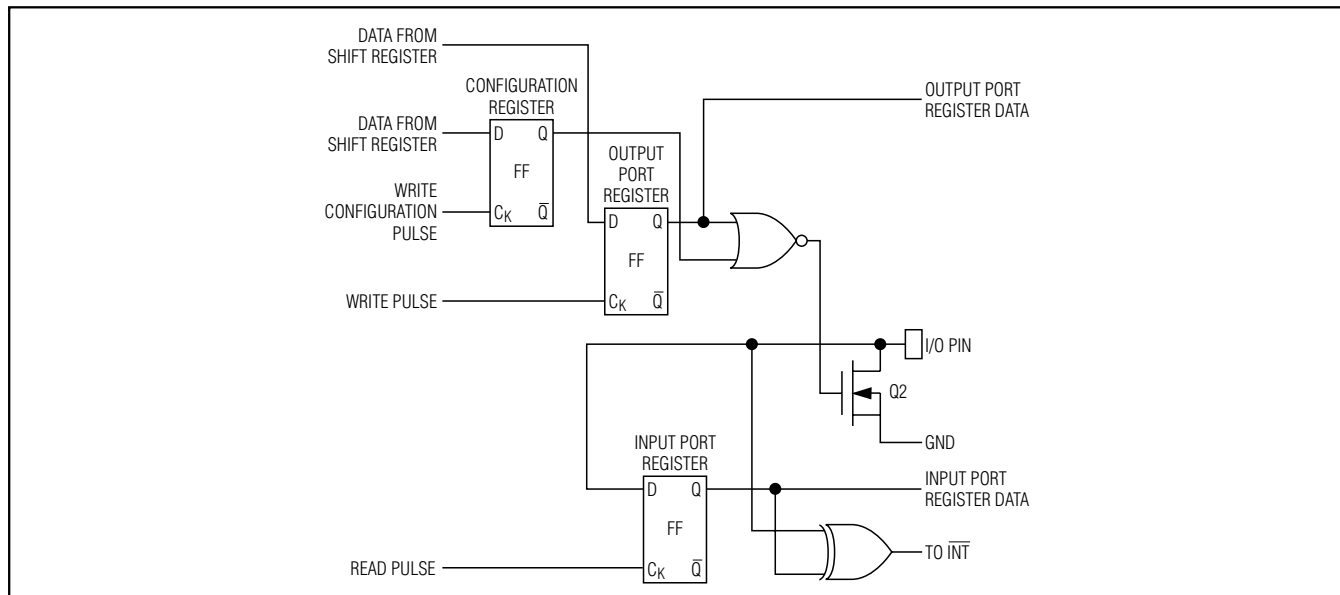 DATA FROM
SHIFT REGISTER
CONFIGURATION
REGISTER
DATA FROM
SHIFT REGISTER
D Q
FF
WRITE
CONFIGURATION
PULSE
CK Q̅
OUTPUT
PORT
REGISTER
OUTPUT PORT
REGISTER DATA
D Q
FF
WRITE PULSE
CK Q̅
I/O PIN
Q2
GND
INPUT PORT
REGISTER
D Q
FF
INPUT PORT
REGISTER DATA
TO I̅N̅T̅
READ PULSE
CK Q̅